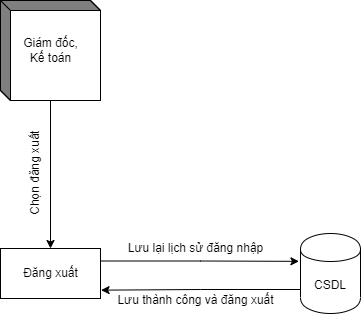 Giám đốc,
Kế toán
Chọn đăng xuất
Lưu lại lịch sử đăng nhập
Đăng xuất
CSDL
Lưu thành công và đăng xuất